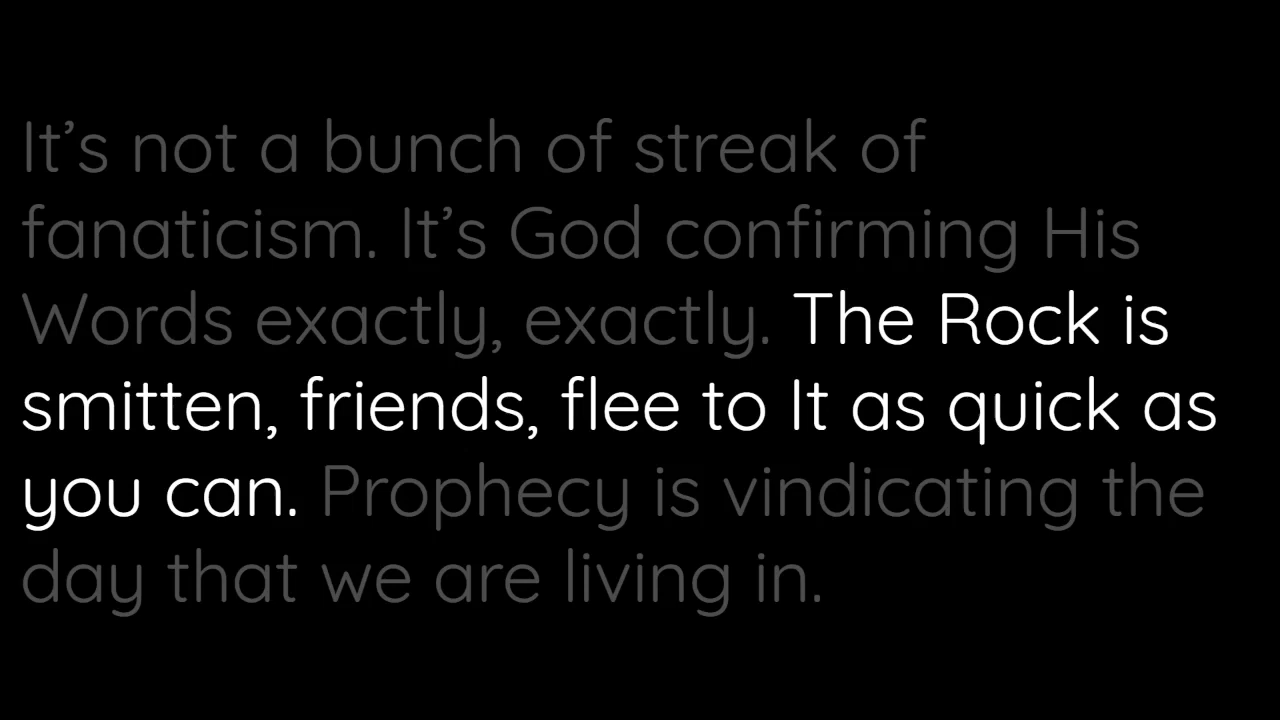 It’s not a bunch of streak of
fanaticism. It’s God confirming His
Words exactly, exactly. The Rock is
smitten, friends, flee to It as quick as
you can. Prophecy is vindicating the
day that we are living in.